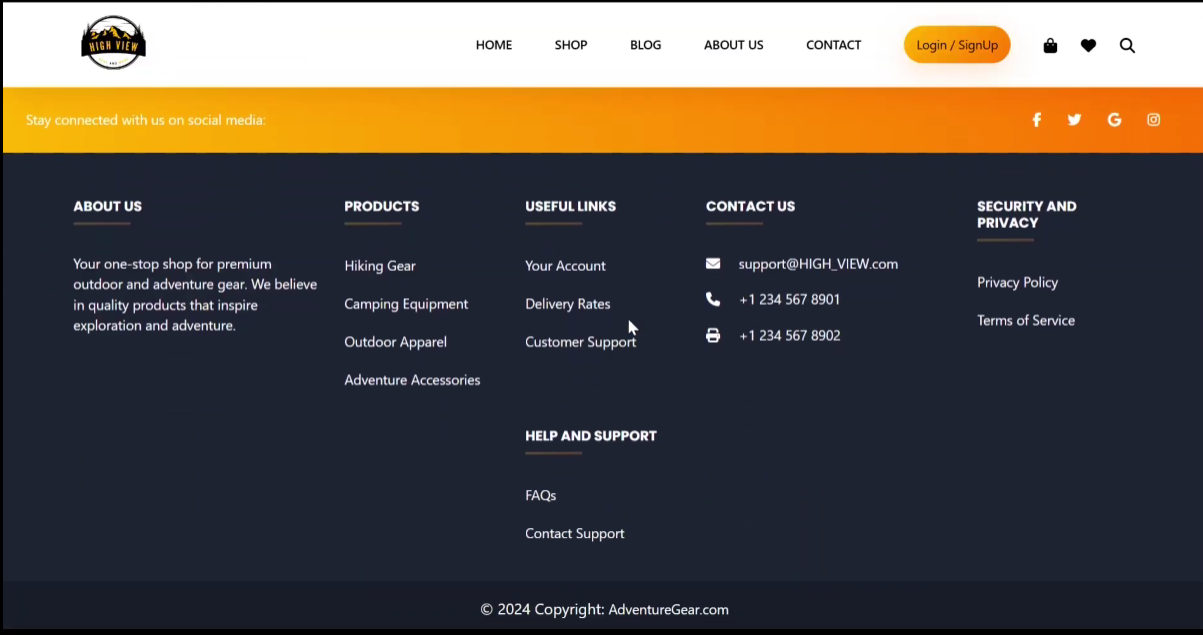 HIGH VIEW
HOME
SHOP
BLOG
ABOUT US
CONTACT
Login / SignUp
Stay connected with us on social media:
ABOUT US
Your one-stop shop for premium
outdoor and adventure gear. We believe
in quality products that inspire
exploration and adventure.
PRODUCTS
Hiking Gear
Camping Equipment
Outdoor Apparel
Adventure Accessories
USEFUL LINKS
Your Account
Delivery Rates
Customer Support
CONTACT US
support@HIGH_VIEW.com
+1 234 567 8901
+1 234 567 8902
SECURITY AND
PRIVACY
Privacy Policy
Terms of Service
HELP AND SUPPORT
FAQs
Contact Support
© 2024 Copyright: AdventureGear.com